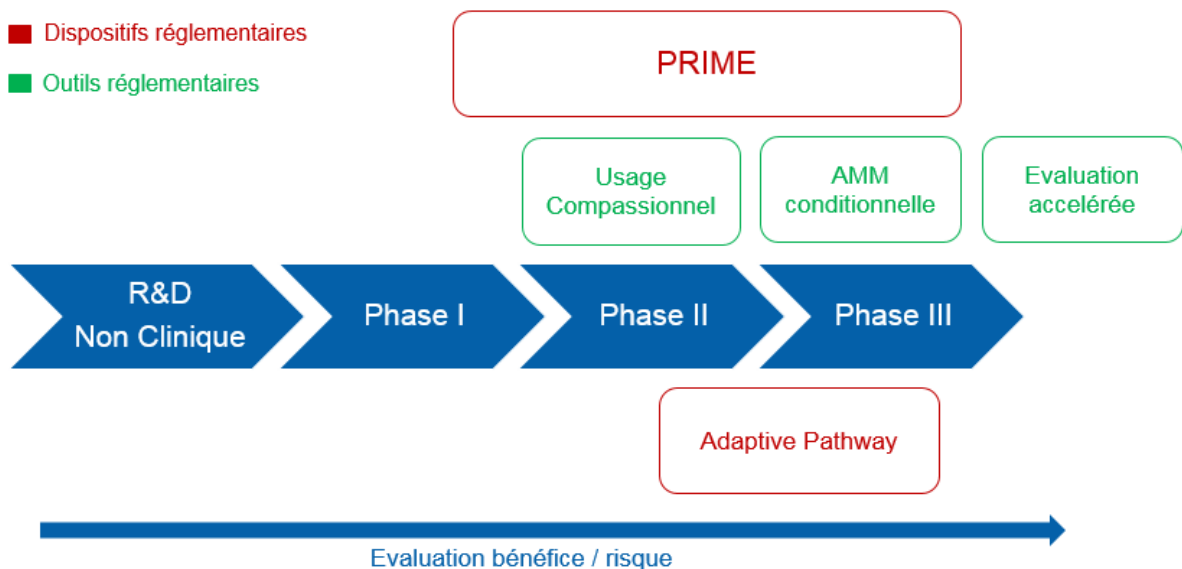 Dispositifs réglementaires
Outils réglementaires
PRIME
Usage
Compassionnel
AMM
conditionnelle
Evaluation
accelérée
R&D
Non Clinique
Phase I
Phase II
Phase III
Adaptive Pathway
Evaluation bénéfice / risque